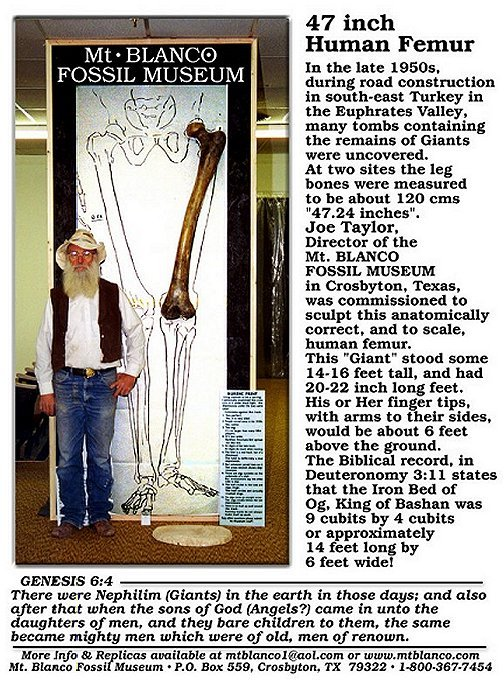 Mt • BLANCO
FOSSIL MUSEUM
47 inch
Human Femur
In the late 1950s,
during road construction
in south-east Turkey in
the Euphrates Valley,
many tombs containing
the remains of Giants
were uncovered.
At two sites the leg
bones were measured
to be about 120 cms
"47.24 inches".
Joe Taylor,
Director of the
Mt. BLANCO
FOSSIL MUSEUM
in Crosbyton, Texas,
was commissioned to
sculpt this anatomically
correct, and to scale,
human femur.
This "Giant" stood some
14-16 feet tall, and had
20-22 inch long feet.
His or Her finger tips,
with arms to their sides,
would be about 6 feet
above the ground.
The Biblical record, in
Deuteronomy 3:11 states
that the Iron Bed of
Og, King of Bashan was
9 cubits by 4 cubits
or approximately
14 feet long by
6 feet wide!
GENESIS 6:4
There were Nephilim (Giants) in the earth in those days; and also
after that when the sons of God (Angels?) came in unto the
daughters of men, and they bare children to them, the same
became mighty men which were of old, men of renown.
More Info & Replicas available at mtblanco1@aol.com or www.mtblanco.com
Mt. Blanco Fossil Museum • P.O. Box 559, Crosbyton, TX 79322 • 1-800-367-7454